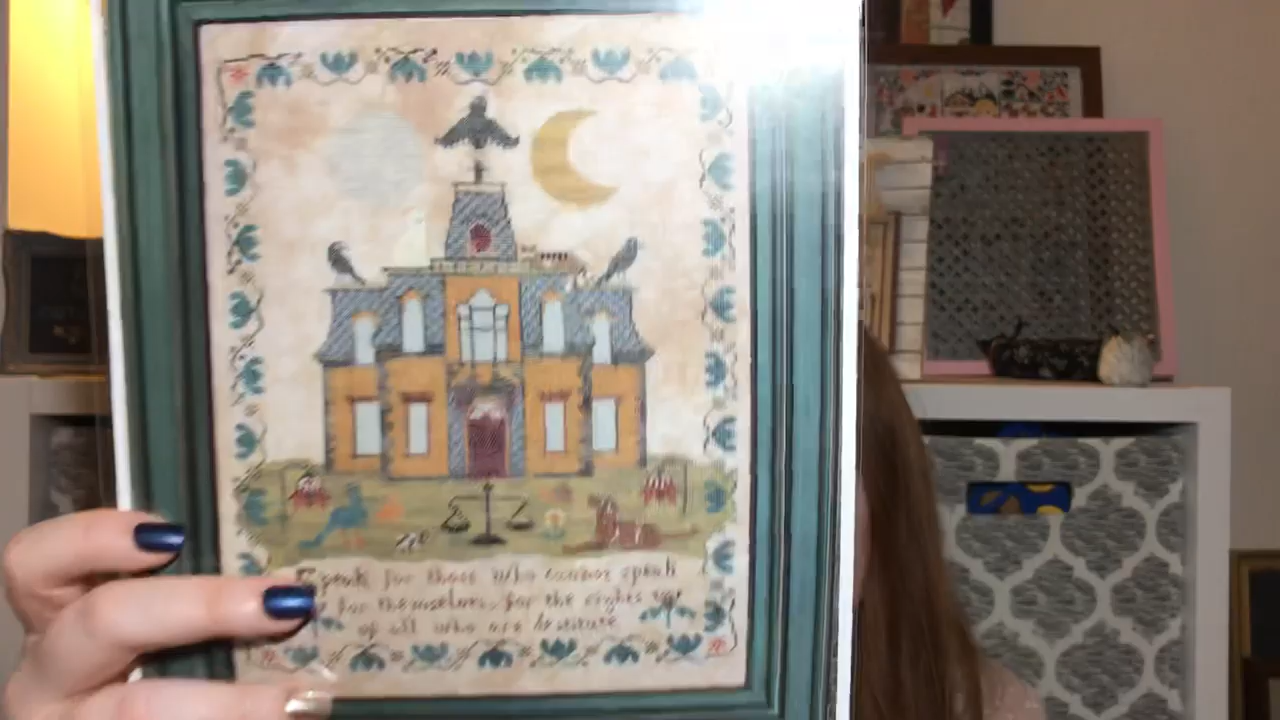 Speak for those who cannot speak
for themselves, for the rights
of all who are destitute